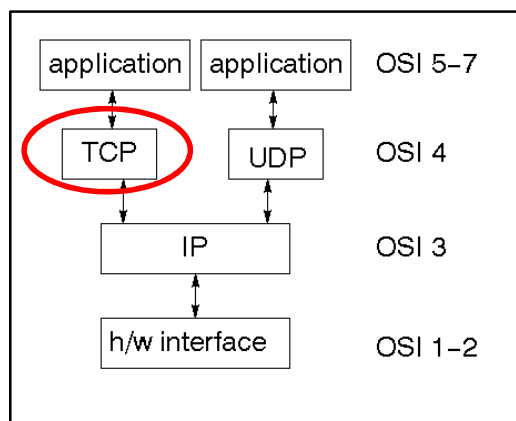 application application OSI 5-7
TCP UDP OSI 4
IP OSI 3
h/w interface OSI 1-2